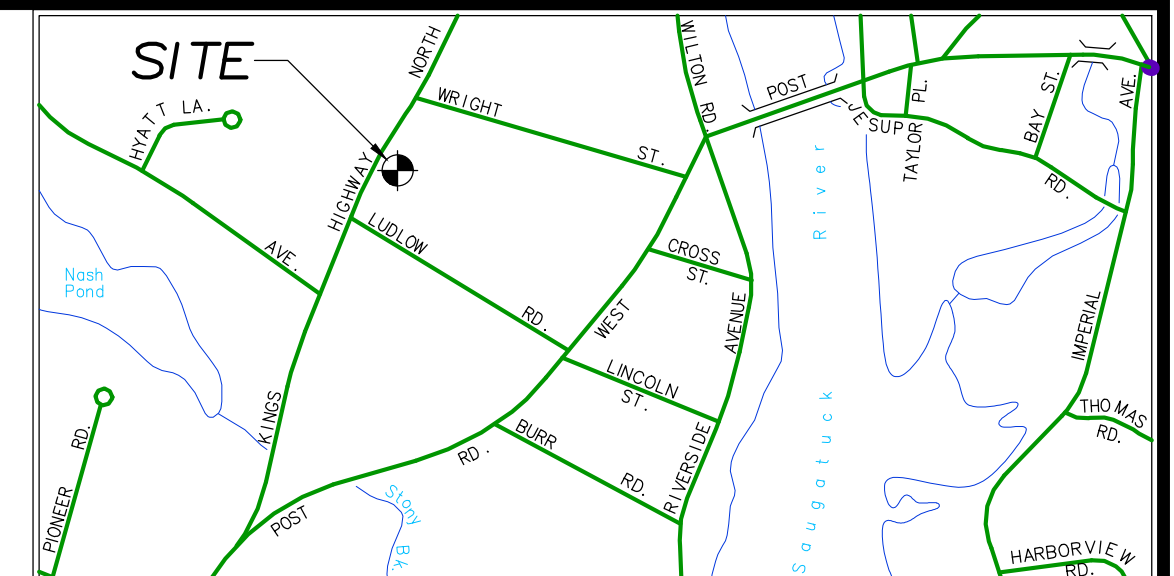 SITE
NORTH
WILTON RD.
POST
HYATT LA.
WRIGHT
ST.
JESUP
TAYLOR PL.
BAY ST.
AVE.
HIGHWAY
LUDLOW
RD.
RD.
River
AVE.
CROSS
ST.
Nash
Pond
WEST
AVENUE
IMPERIAL
LINCOLN
ST.
KINGS
THOMAS
RD.
PIONEER RD.
BURR
RD.
RD.
RIVERSIDE
Saugatuck
POST
Stony
Bk.
HARBORVIEW
RD.